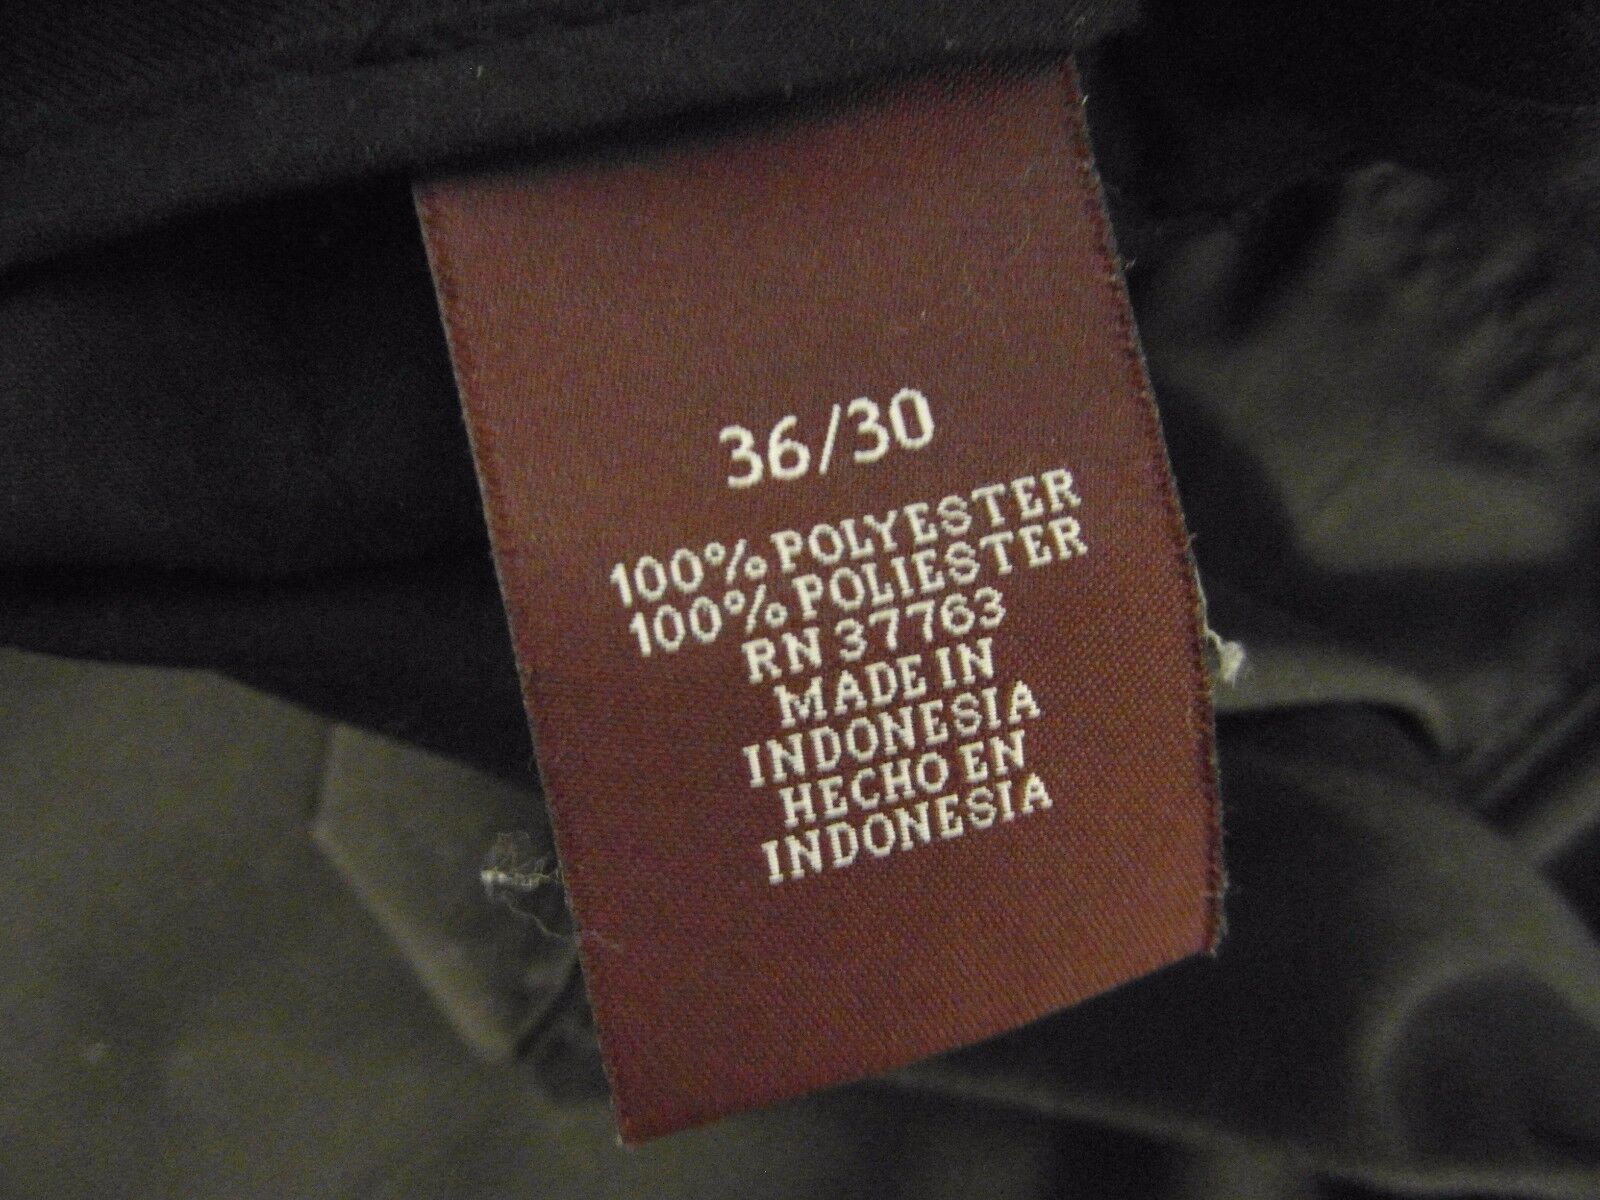 36/30
100% POLYESTER
100% POLIESTER
RN 37763
MADE IN
INDONESIA
HECHO EN
INDONESIA